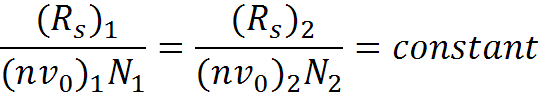 (R_s)_1 / (nv_0)_1 N_1 = (R_s)_2 / (nv_0)_2 N_2 = constant